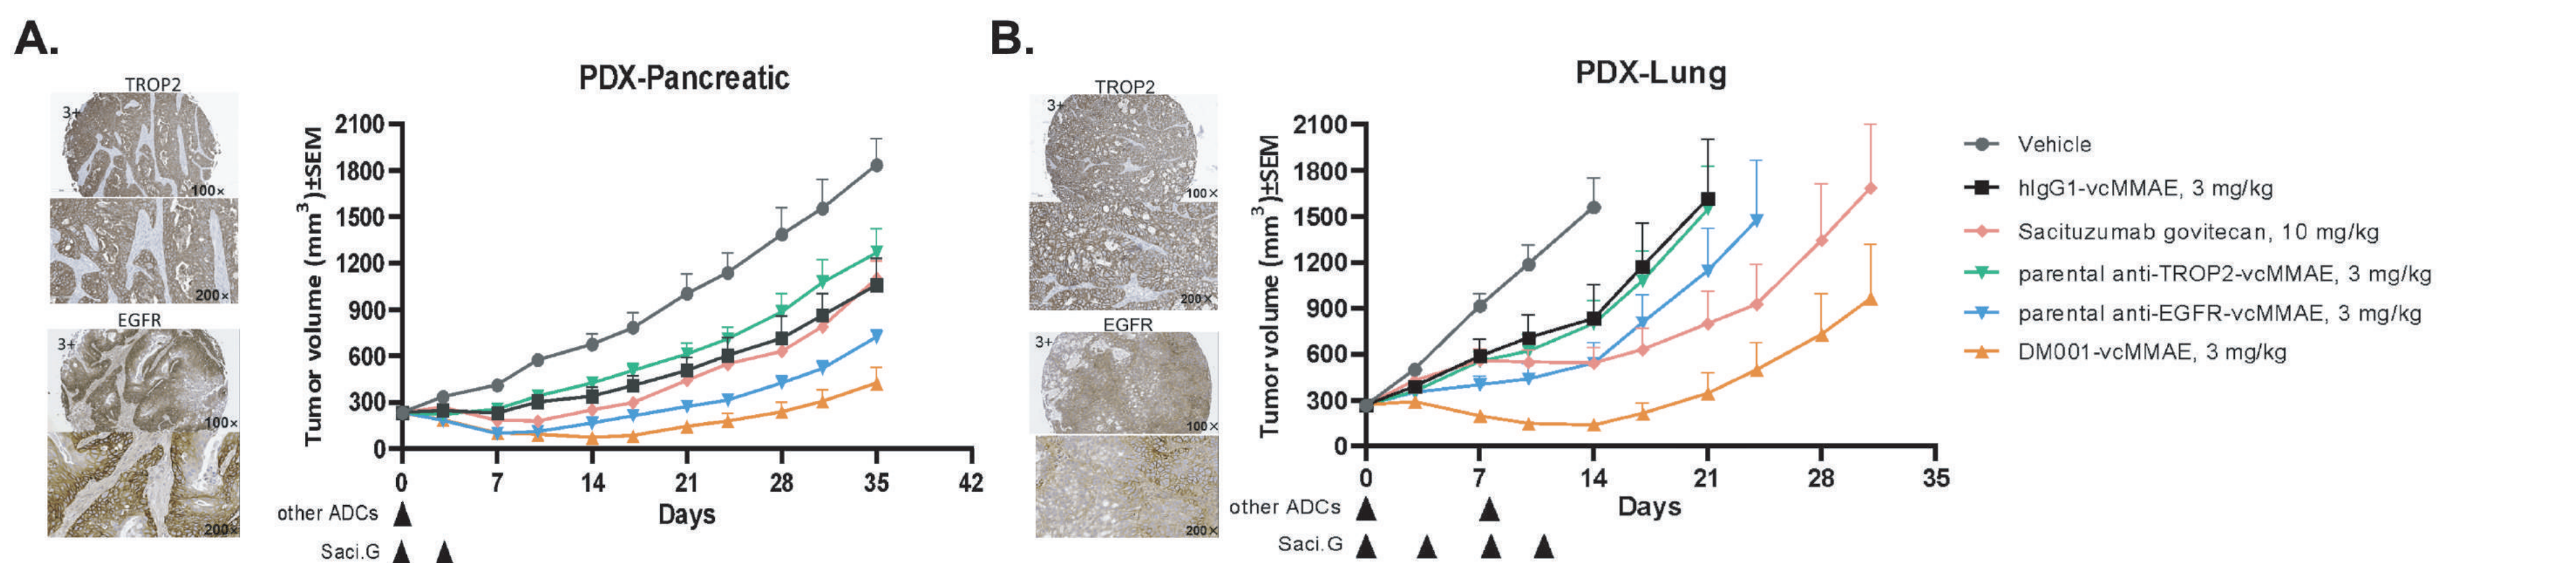 A.
TROP2
3+
100×
200×
EGFR
3+
100×
200×
PDX-Pancreatic
Tumor volume (mm³)±SEM
2100
1800
1500
1200
900
600
300
0
0 7 14 21 28 35 42
Days
other ADCs
Saci.G
B.
TROP2
3+
100×
200×
EGFR
3+
100×
200×
PDX-Lung
Tumor volume (mm³)±SEM
2100
1800
1500
1200
900
600
300
0
0 7 14 21 28 35
Days
other ADCs
Saci.G
Vehicle
hIgG1-vcMMAE, 3 mg/kg
Sacituzumab govitecan, 10 mg/kg
parental anti-TROP2-vcMMAE, 3 mg/kg
parental anti-EGFR-vcMMAE, 3 mg/kg
DM001-vcMMAE, 3 mg/kg